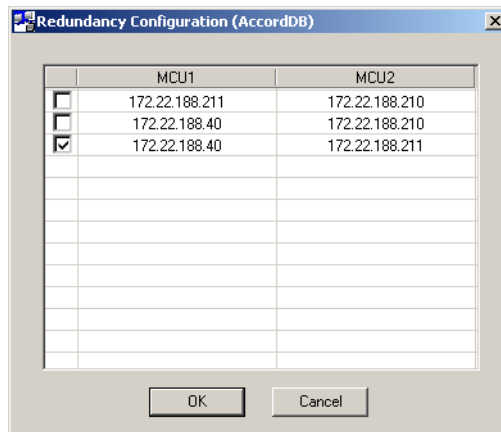 Redundancy Configuration (AccordDB)
MCU1 MCU2
172.22.188.211 172.22.188.210
172.22.188.40 172.22.188.210
172.22.188.40 172.22.188.211
OK Cancel